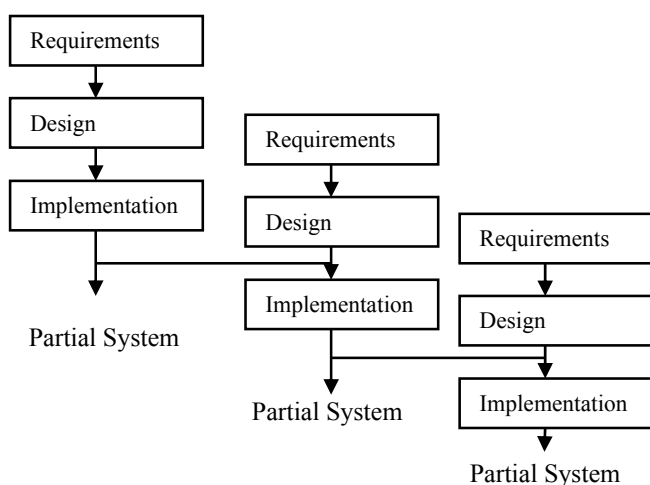 Requirements
Design
Implementation
Partial System
Requirements
Design
Implementation
Partial System
Requirements
Design
Implementation
Partial System